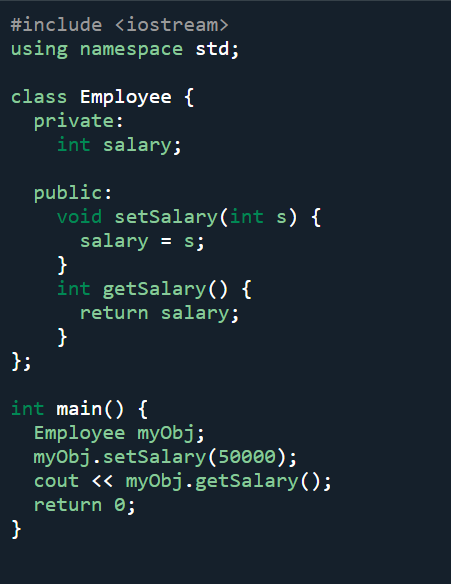 #include <iostream>
using namespace std;
class Employee {
private:
int salary;
public:
void setSalary(int s) {
salary = s;
}
int getSalary() {
return salary;
}
};
int main() {
Employee myObj;
myObj.setSalary(50000);
cout << myObj.getSalary();
return 0;
}